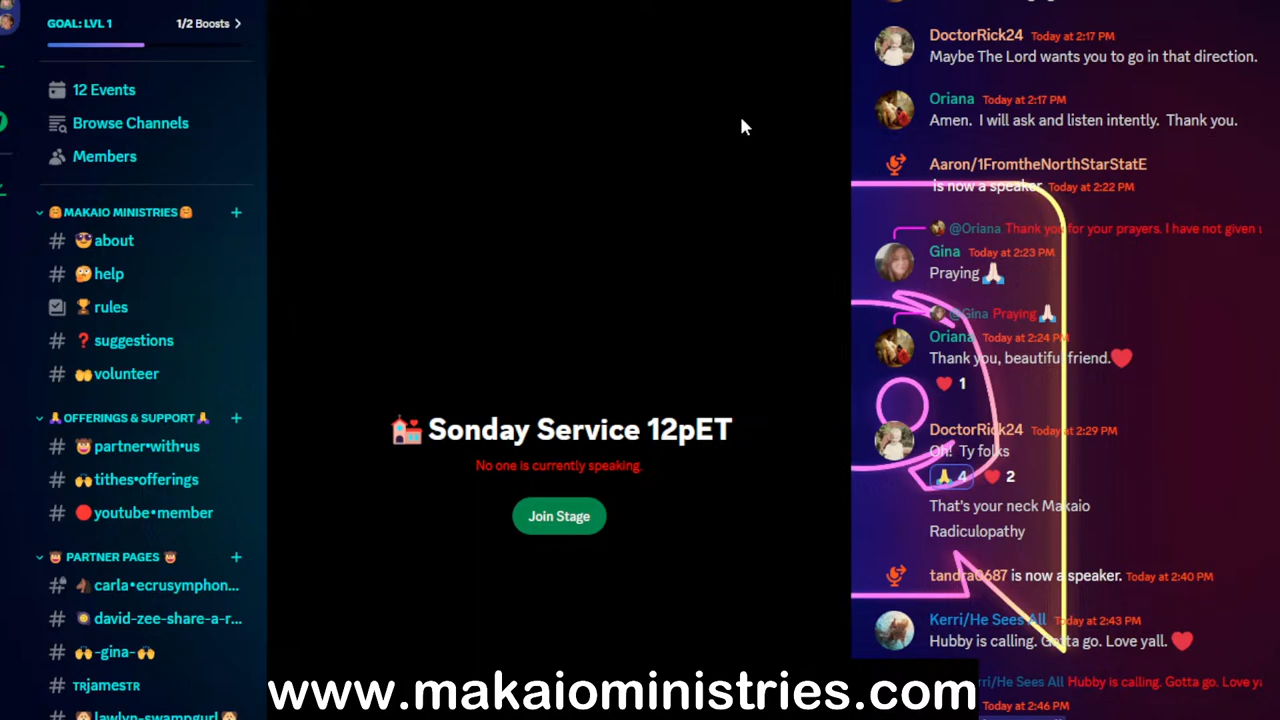 GOAL: LVL 1
1/2 Boosts
12 Events
Browse Channels
Members
MAKAIO MINISTRIES
about
help
rules
suggestions
volunteer
OFFERINGS & SUPPORT
partner•with•us
tithes•offerings
youtube•member
PARTNER PAGES
carla•ecrusymphon...
david-zee-share-a-r...
-gina-
TRjamesTR
lawlyn-swampgurl
Sonday Service 12pET
No one is currently speaking.
Join Stage
DoctorRick24 Today at 2:17 PM
Maybe The Lord wants you to go in that direction.
Oriana Today at 2:17 PM
Amen. I will ask and listen intently. Thank you.
Aaron/1FromtheNorthStarStatE
is now a speaker. Today at 2:22 PM
@Oriana Thank you for your prayers. I have not given u
Gina Today at 2:23 PM
Praying
@Gina Praying
Oriana Today at 2:24 PM
Thank you, beautiful friend.
1
DoctorRick24 Today at 2:29 PM
Oh! Ty folks
4 2
That's your neck Makaio
Radiculopathy
tandra0687 is now a speaker. Today at 2:40 PM
Kerri/He Sees All Today at 2:43 PM
Hubby is calling. Gotta go. Love yall.
rri/He Sees All Hubby is calling. Gotta go. Love ya
Today at 2:46 PM
www.makaioministries.com